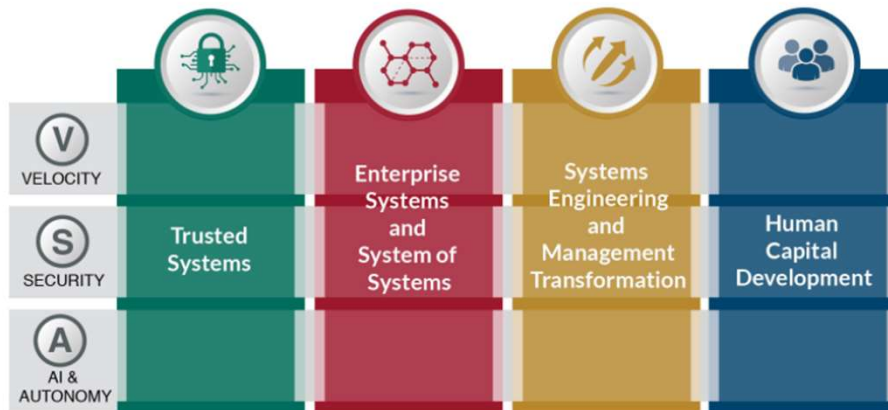 V
VELOCITY
S
SECURITY
A
AI &
AUTONOMY
Trusted
Systems
Enterprise
Systems
and
System of
Systems
Systems
Engineering
and
Management
Transformation
Human
Capital
Development